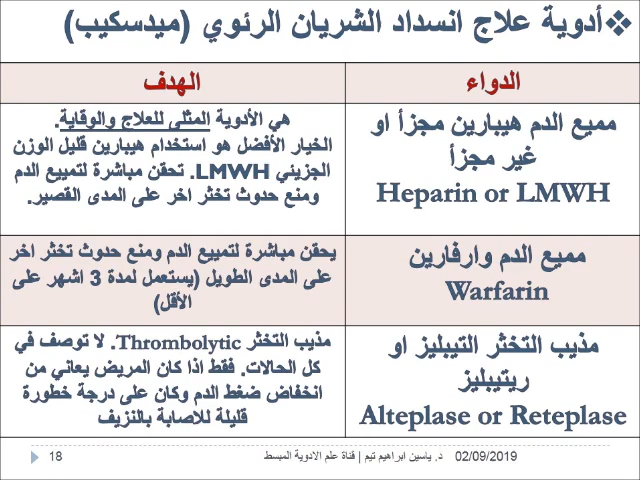 ❖أدوية علاج انسداد الشريان الرئوي (ميدسكيب)
الدواء
الهدف
مميع الدم هيبارين مجزأ او
غير مجزأ
Heparin or LMWH
هي الأدوية المثلى للعلاج والوقاية.
الخيار الأفضل هو استخدام هيبارين قليل الوزن
الجزيئي LMWH. تحقن مباشرة لتمييع الدم
ومنع حدوث تخثر اخر على المدى القصير.
مميع الدم وارفارين
Warfarin
يحقن مباشرة لتمييع الدم ومنع حدوث تخثر اخر
على المدى الطويل (يستعمل لمدة 3 اشهر على
الأقل)
مذيب التخثر التيبليز او
ريتيبليز
Alteplase or Reteplase
مذيب التخثر Thrombolytic. لا توصف في
كل الحالات. فقط اذا كان المريض يعاني من
انخفاض ضغط الدم وكان على درجة خطورة
قليلة للاصابة بالنزيف
02/09/2019
د. ياسين ابراهيم تيم | قناة علم الادوية المبسط
18